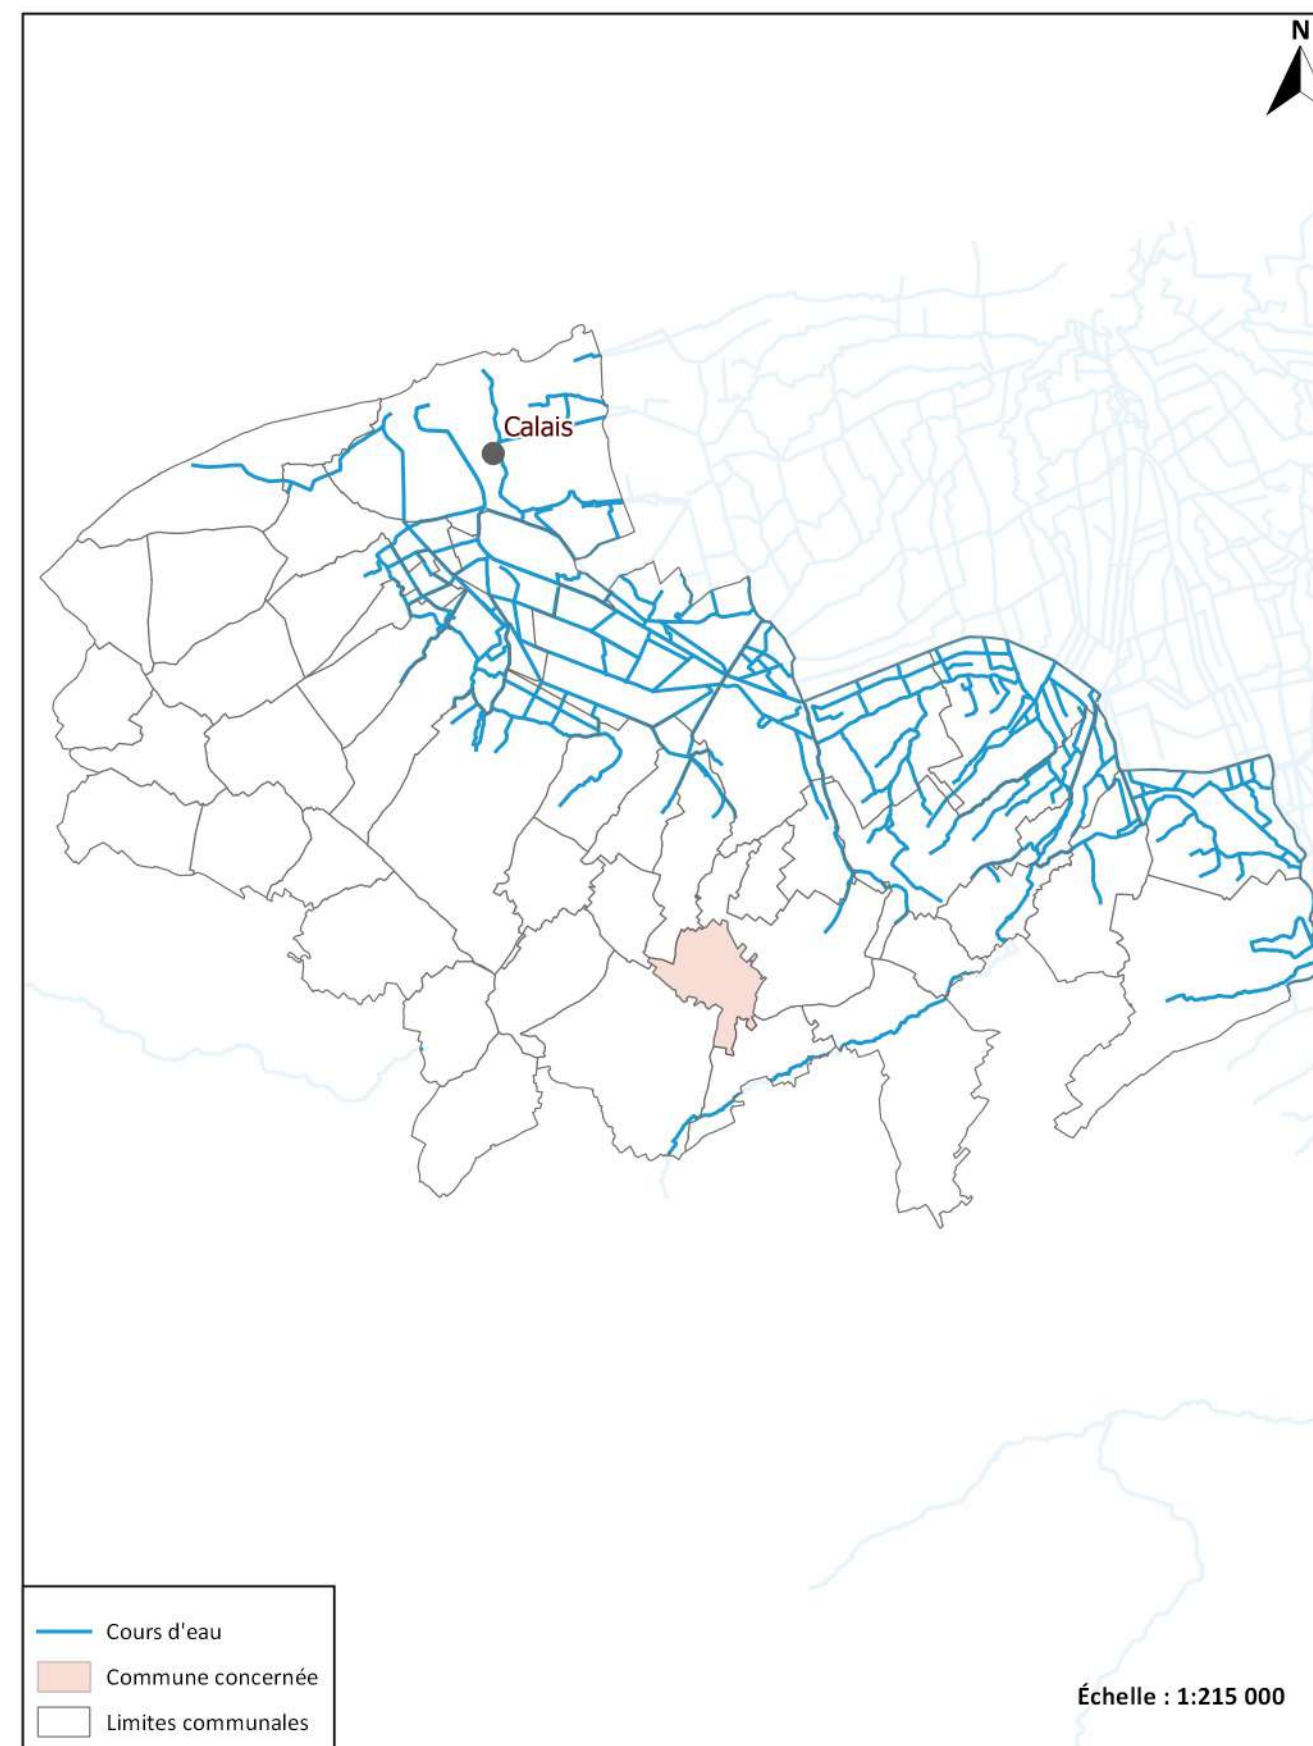 N
Calais
Cours d'eau
Commune concernée
Limites communales
Échelle : 1:215 000